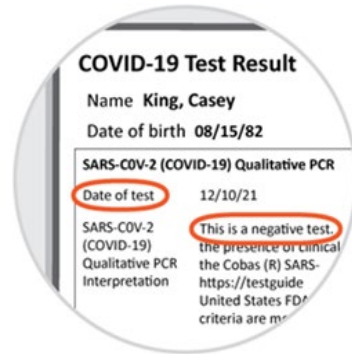 COVID-19 Test Result
Name King, Casey
Date of birth 08/15/82
SARS-C0V-2 (COVID-19) Qualitative PCR
Date of test 12/10/21
SARS-C0V-2 This is a negative test.
(COVID-19) the presence of clinical
Qualitative PCR the Cobas (R) SARS-
Interpretation https://testguide
United States FDA
criteria are